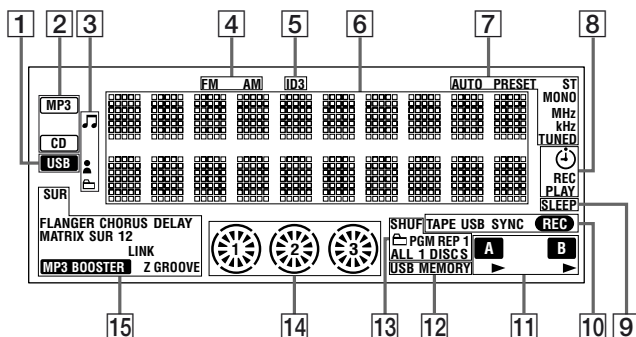 1 2 3 4 5 6 7 8
FM AM ID3 AUTO PRESET ST
MP3 MONO
MHz
kHz
CD TUNED
USB
REC
PLAY
SUR SLEEP
FLANGER CHORUS DELAY SHUF TAPE USB SYNC REC
MATRIX SUR 12 1 2 3 PGM REP 1 A B
LINK ALL 1 DISCS
MP3 BOOSTER Z GROOVE USB MEMORY
15 14 13 12 11 10 9